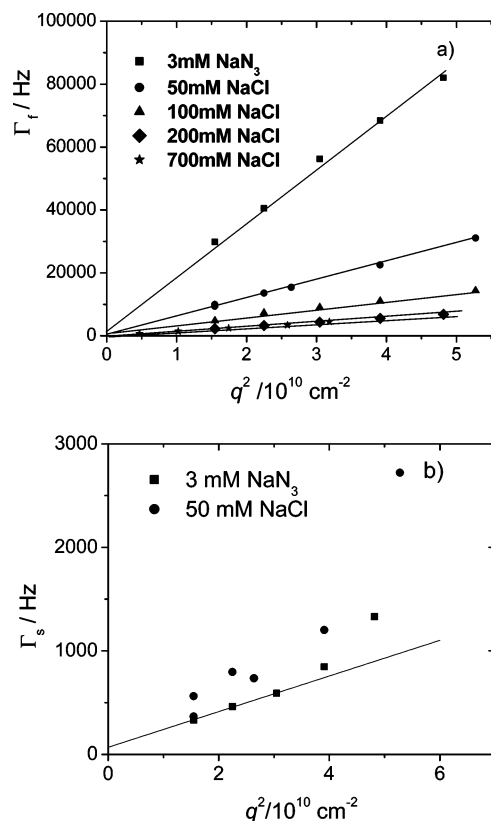 a)
3mM NaN₃
50mM NaCl
100mM NaCl
200mM NaCl
700mM NaCl
Γf / Hz
100000
80000
60000
40000
20000
0
0 1 2 3 4 5
q² /10¹⁰ cm⁻²
b)
3 mM NaN₃
50 mM NaCl
Γs / Hz
3000
2000
1000
0
0 2 4 6
q²/10¹⁰ cm⁻²